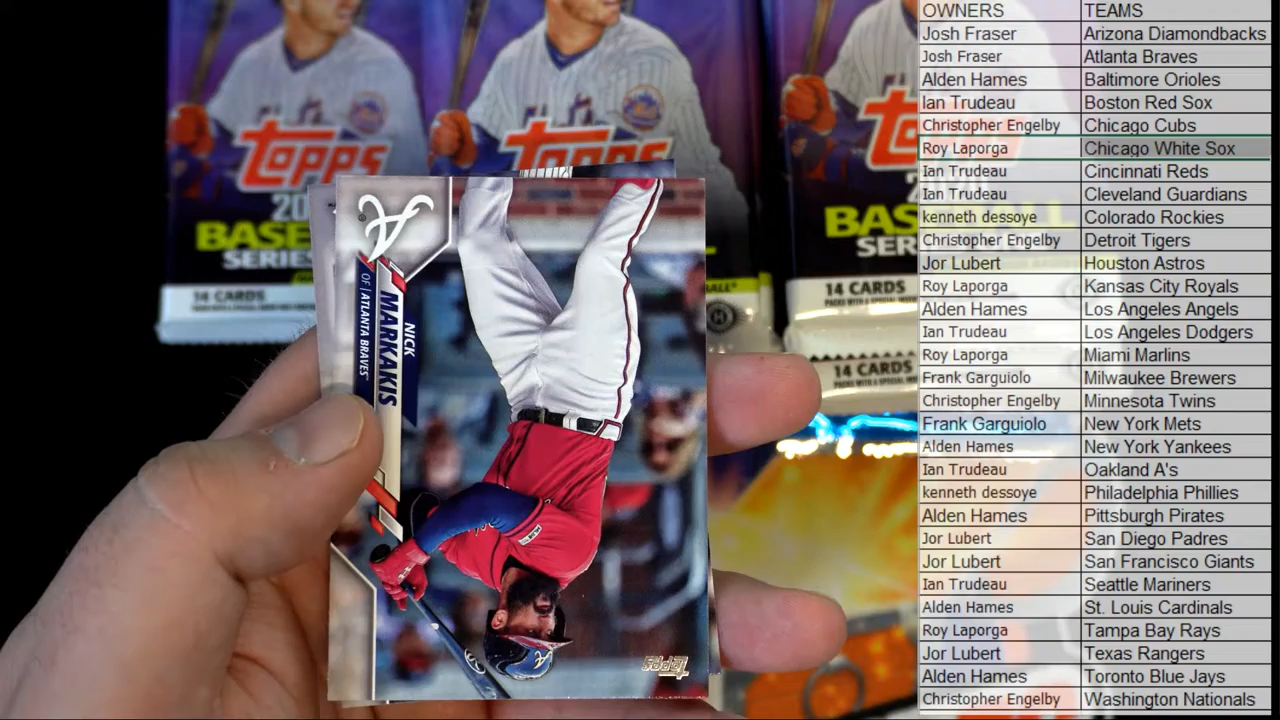 OWNERS TEAMS
Josh Fraser Arizona Diamondbacks
Josh Fraser Atlanta Braves
Alden Hames Baltimore Orioles
Ian Trudeau Boston Red Sox
Christopher Engelby Chicago Cubs
Roy Laporga Chicago White Sox
Ian Trudeau Cincinnati Reds
Ian Trudeau Cleveland Guardians
kenneth dessoye Colorado Rockies
Christopher Engelby Detroit Tigers
Jor Lubert Houston Astros
Roy Laporga Kansas City Royals
Alden Hames Los Angeles Angels
Ian Trudeau Los Angeles Dodgers
Roy Laporga Miami Marlins
Frank Garguiolo Milwaukee Brewers
Christopher Engelby Minnesota Twins
Frank Garguiolo New York Mets
Alden Hames New York Yankees
Ian Trudeau Oakland A's
kenneth dessoye Philadelphia Phillies
Alden Hames Pittsburgh Pirates
Jor Lubert San Diego Padres
Jor Lubert San Francisco Giants
Ian Trudeau Seattle Mariners
Alden Hames St. Louis Cardinals
Roy Laporga Tampa Bay Rays
Jor Lubert Texas Rangers
Alden Hames Toronto Blue Jays
Christopher Engelby Washington Nationals
TOPPS
20
BASE
SERIES
14 CARDS
TOPPS
14 CARDS
14 CARDS
A
NICK
MARKAKIS
OF | ATLANTA BRAVES™
Topps